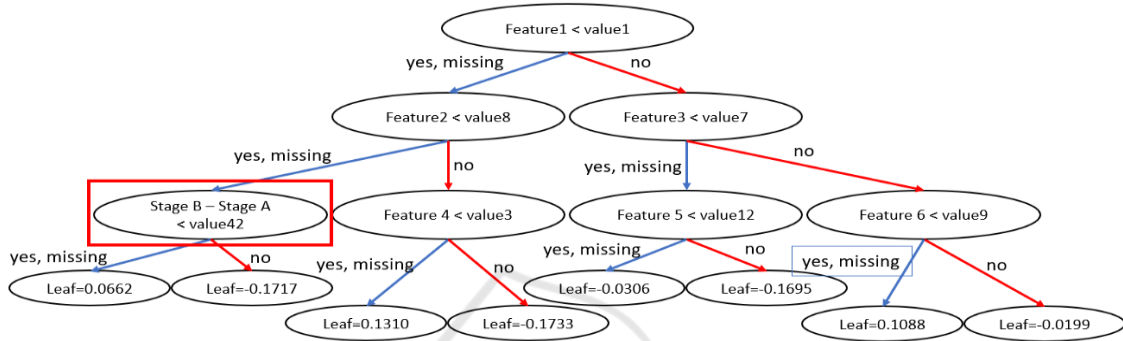 Feature1 < value1
yes, missing
no
Feature2 < value8
Feature3 < value7
yes, missing
no
yes, missing
no
Stage B – Stage A
< value42
Feature 4 < value3
Feature 5 < value12
Feature 6 < value9
yes, missing
no
yes, missing
no
yes, missing
no
yes, missing
no
Leaf=0.0662
Leaf=-0.1717
Leaf=-0.0306
Leaf=-0.1695
Leaf=0.1310
Leaf=-0.1733
Leaf=0.1088
Leaf=-0.0199